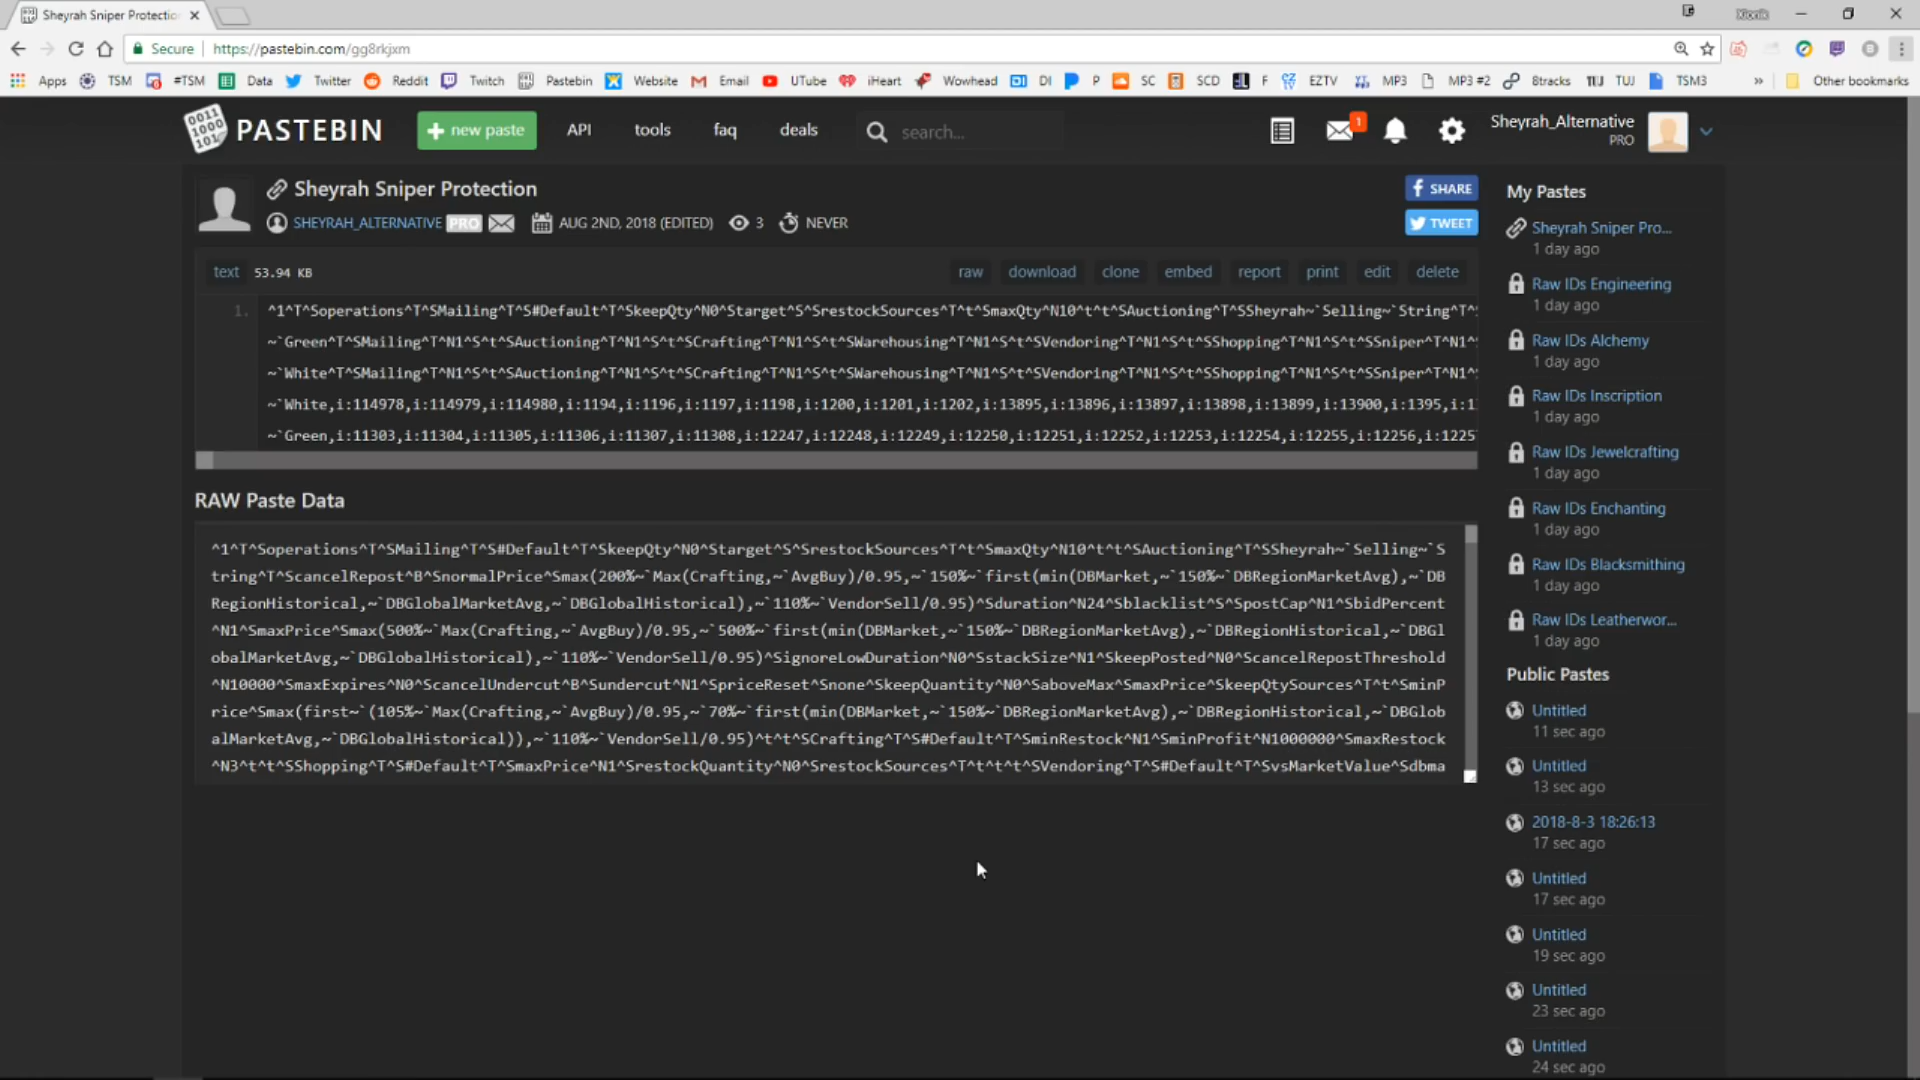 Sheyrah Sniper Protectio
Secure
https://pastebin.com/gg8rkjxm
Apps TSM #TSM Data Twitter Reddit Twitch Pastebin Website Email UTube iHeart Wowhead DI P SC SCD F EZTV MP3 MP3 #2 8tracks TUJ TSM3 » Other bookmarks
PASTEBIN
+ new paste
API
tools
faq
deals
search...
1
Sheyrah_Alternative
PRO
Sheyrah Sniper Protection
SHARE
SHEYRAH_ALTERNATIVE PRO AUG 2ND, 2018 (EDITED) 3 NEVER
TWEET
text 53.94 KB
raw download clone embed report print edit delete
1. ^1^T^Soperations^T^SMailing^T^S#Default^T^SkeepQty^N0^Starget^S^SrestockSources^T^t^SmaxQty^N10^t^t^SAuctioning^T^SSheyrah~`Selling~`String^T^
~`Green^T^SMailing^T^N1^S^t^SAuctioning^T^N1^S^t^SCrafting^T^N1^S^t^SWarehousing^T^N1^S^t^SVendoring^T^N1^S^t^SShopping^T^N1^S^t^SSniper^T^N1^
~`White^T^SMailing^T^N1^S^t^SAuctioning^T^N1^S^t^SCrafting^T^N1^S^t^SWarehousing^T^N1^S^t^SVendoring^T^N1^S^t^SShopping^T^N1^S^t^SSniper^T^N1^
~`White,i:114978,i:114979,i:114980,i:1194,i:1196,i:1197,i:1198,i:1200,i:1201,i:1202,i:13895,i:13896,i:13897,i:13898,i:13899,i:13900,i:1395,i:1
~`Green,i:11303,i:11304,i:11305,i:11306,i:11307,i:11308,i:12247,i:12248,i:12249,i:12250,i:12251,i:12252,i:12253,i:12254,i:12255,i:12256,i:1225
RAW Paste Data
^1^T^Soperations^T^SMailing^T^S#Default^T^SkeepQty^N0^Starget^S^SrestockSources^T^t^SmaxQty^N10^t^t^SAuctioning^T^SSheyrah~`Selling~`S
tring^T^ScancelRepost^B^SnormalPrice^Smax(200%~`Max(Crafting,~`AvgBuy)/0.95,~`150%~`first(min(DBMarket,~`150%~`DBRegionMarketAvg),~`DB
RegionHistorical,~`DBGlobalMarketAvg,~`DBGlobalHistorical),~`110%~`VendorSell/0.95)^Sduration^N24^Sblacklist^S^SpostCap^N1^SbidPercent
^N1^SmaxPrice^Smax(500%~`Max(Crafting,~`AvgBuy)/0.95,~`500%~`first(min(DBMarket,~`150%~`DBRegionMarketAvg),~`DBRegionHistorical,~`DBGl
obalMarketAvg,~`DBGlobalHistorical),~`110%~`VendorSell/0.95)^SignoreLowDuration^N0^SstackSize^N1^SkeepPosted^N0^ScancelRepostThreshold
^N10000^SmaxExpires^N0^ScancelUndercut^B^Sundercut^N1^SpriceReset^Snone^SkeepQuantity^N0^SaboveMax^SmaxPrice^SkeepQtySources^T^t^SminP
rice^Smax(first~`(105%~`Max(Crafting,~`AvgBuy)/0.95,~`70%~`first(min(DBMarket,~`150%~`DBRegionMarketAvg),~`DBRegionHistorical,~`DBGlob
alMarketAvg,~`DBGlobalHistorical)),~`110%~`VendorSell/0.95)^t^t^SCrafting^T^S#Default^T^SminRestock^N1^SminProfit^N1000000^SmaxRestock
^N3^t^t^SShopping^T^S#Default^T^SmaxPrice^N1^SrestockQuantity^N0^SrestockSources^T^t^t^t^SVendoring^T^S#Default^T^SvsMarketValue^Sdbma
My Pastes
Sheyrah Sniper Pro...
1 day ago
Raw IDs Engineering
1 day ago
Raw IDs Alchemy
1 day ago
Raw IDs Inscription
1 day ago
Raw IDs Jewelcrafting
1 day ago
Raw IDs Enchanting
1 day ago
Raw IDs Blacksmithing
1 day ago
Raw IDs Leatherwor...
1 day ago
Public Pastes
Untitled
11 sec ago
Untitled
13 sec ago
2018-8-3 18:26:13
17 sec ago
Untitled
17 sec ago
Untitled
19 sec ago
Untitled
23 sec ago
Untitled
24 sec ago